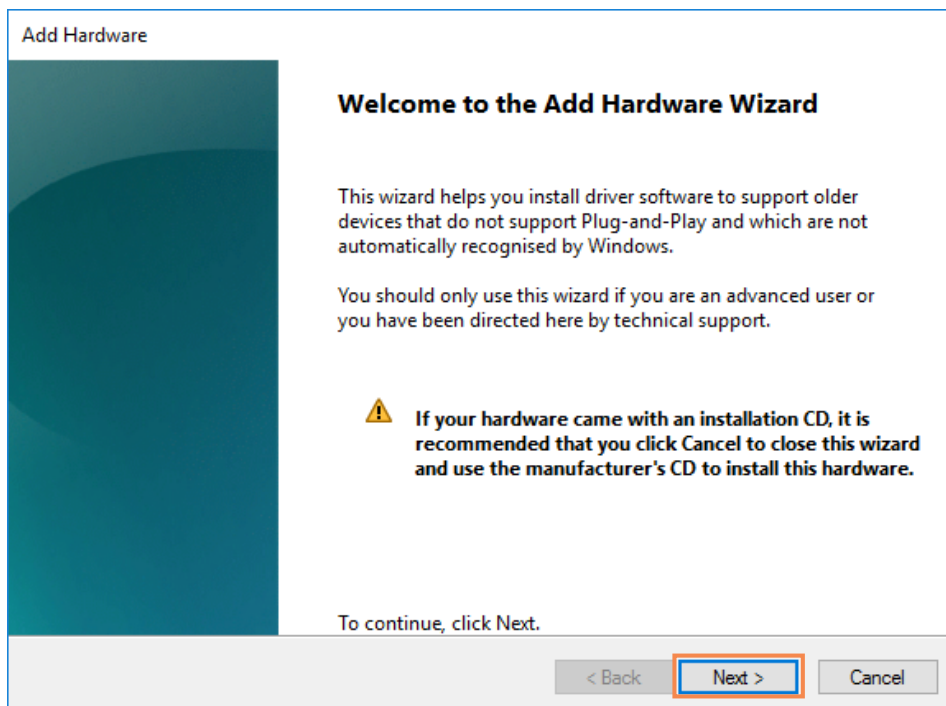 Add Hardware
Welcome to the Add Hardware Wizard
This wizard helps you install driver software to support older
devices that do not support Plug-and-Play and which are not
automatically recognised by Windows.
You should only use this wizard if you are an advanced user or
you have been directed here by technical support.
If your hardware came with an installation CD, it is
recommended that you click Cancel to close this wizard
and use the manufacturer's CD to install this hardware.
To continue, click Next.
< Back Next > Cancel